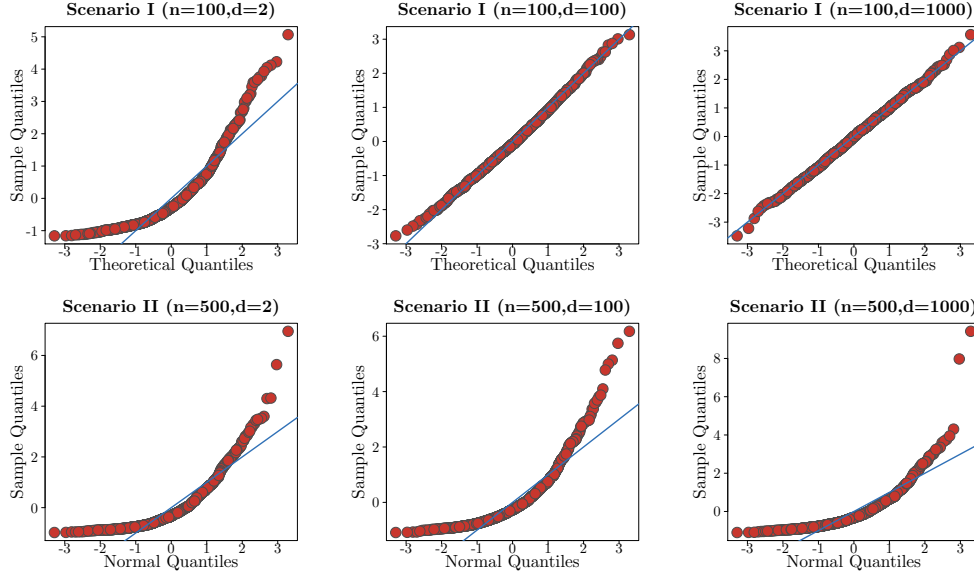 Scenario I (n=100,d=2)
Sample Quantiles
5
4
3
2
1
0
-1
-3 -2 -1 0 1 2 3
Theoretical Quantiles
Scenario I (n=100,d=100)
Sample Quantiles
3
2
1
0
-1
-2
-3
-3 -2 -1 0 1 2 3
Theoretical Quantiles
Scenario I (n=100,d=1000)
Sample Quantiles
3
2
1
0
-1
-2
-3
-3 -2 -1 0 1 2 3
Theoretical Quantiles
Scenario II (n=500,d=2)
Sample Quantiles
6
4
2
0
-3 -2 -1 0 1 2 3
Normal Quantiles
Scenario II (n=500,d=100)
Sample Quantiles
6
4
2
0
-3 -2 -1 0 1 2 3
Normal Quantiles
Scenario II (n=500,d=1000)
Sample Quantiles
8
6
4
2
0
-3 -2 -1 0 1 2 3
Normal Quantiles